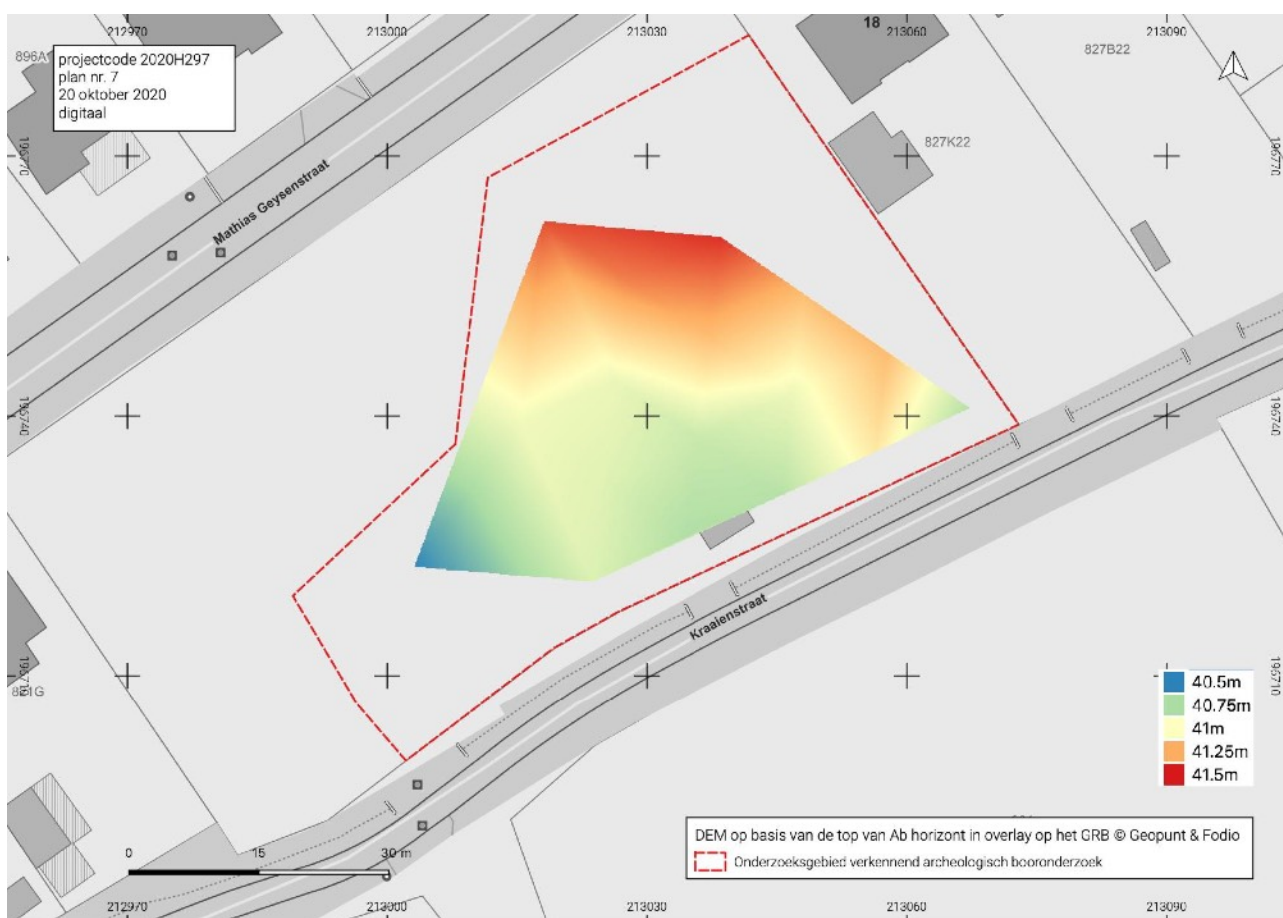 212970
213000
213030
213060
213090
896A
projectcode 2020H297
plan nr. 7
20 oktober 2020
digitaal
18
827B22
827K22
196770
196770
Mathias Geysenstraat
196740
196740
Kraaienstraat
196710
196710
40.5m
40.75m
41m
41.25m
41.5m
DEM op basis van de top van Ab horizont in overlay op het GRB © Geopunt & Fodio
Onderzoeksgebied verkennend archeologisch booronderzoek
0
15
30 m
212970
213000
213030
213060
213090